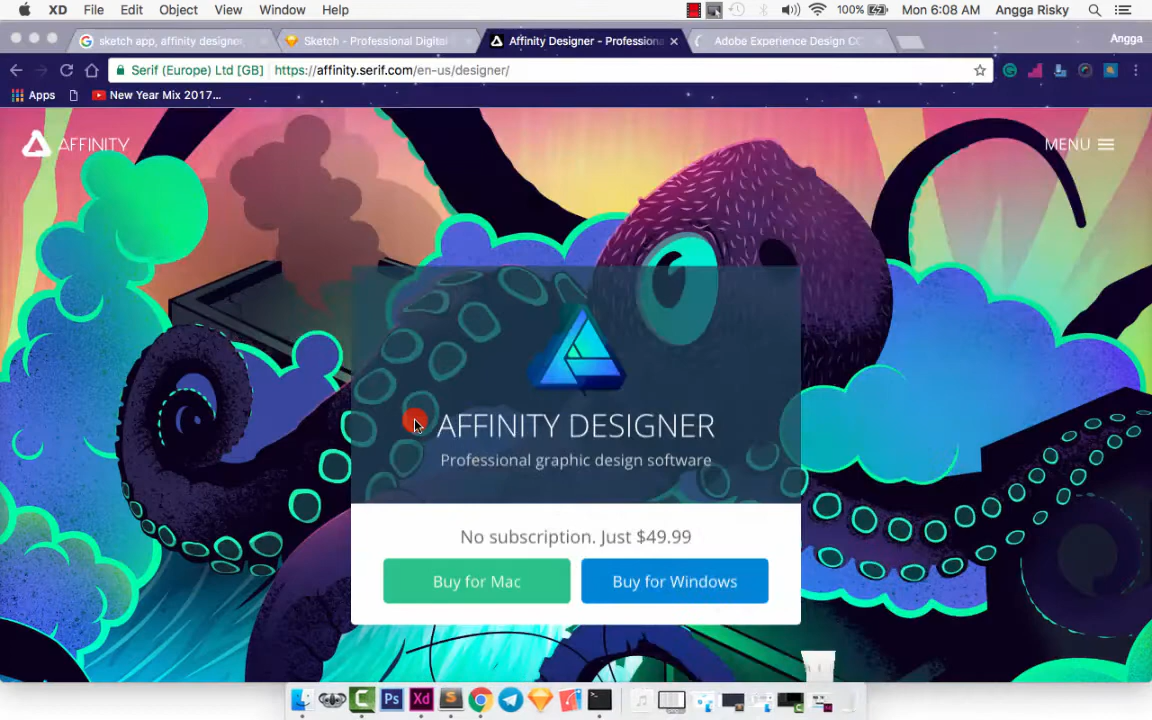 XD File Edit Object View Window Help 100% Mon 6:08 AM Angga Risky
sketch app, affinity designer Sketch - Professional Digital Affinity Designer - Professiona Adobe Experience Design CC Angga
Serif (Europe) Ltd [GB] https://affinity.serif.com/en-us/designer/
Apps New Year Mix 2017...
AFFINITY MENU
AFFINITY DESIGNER
Professional graphic design software
No subscription. Just $49.99
Buy for Mac Buy for Windows
Ps Xd